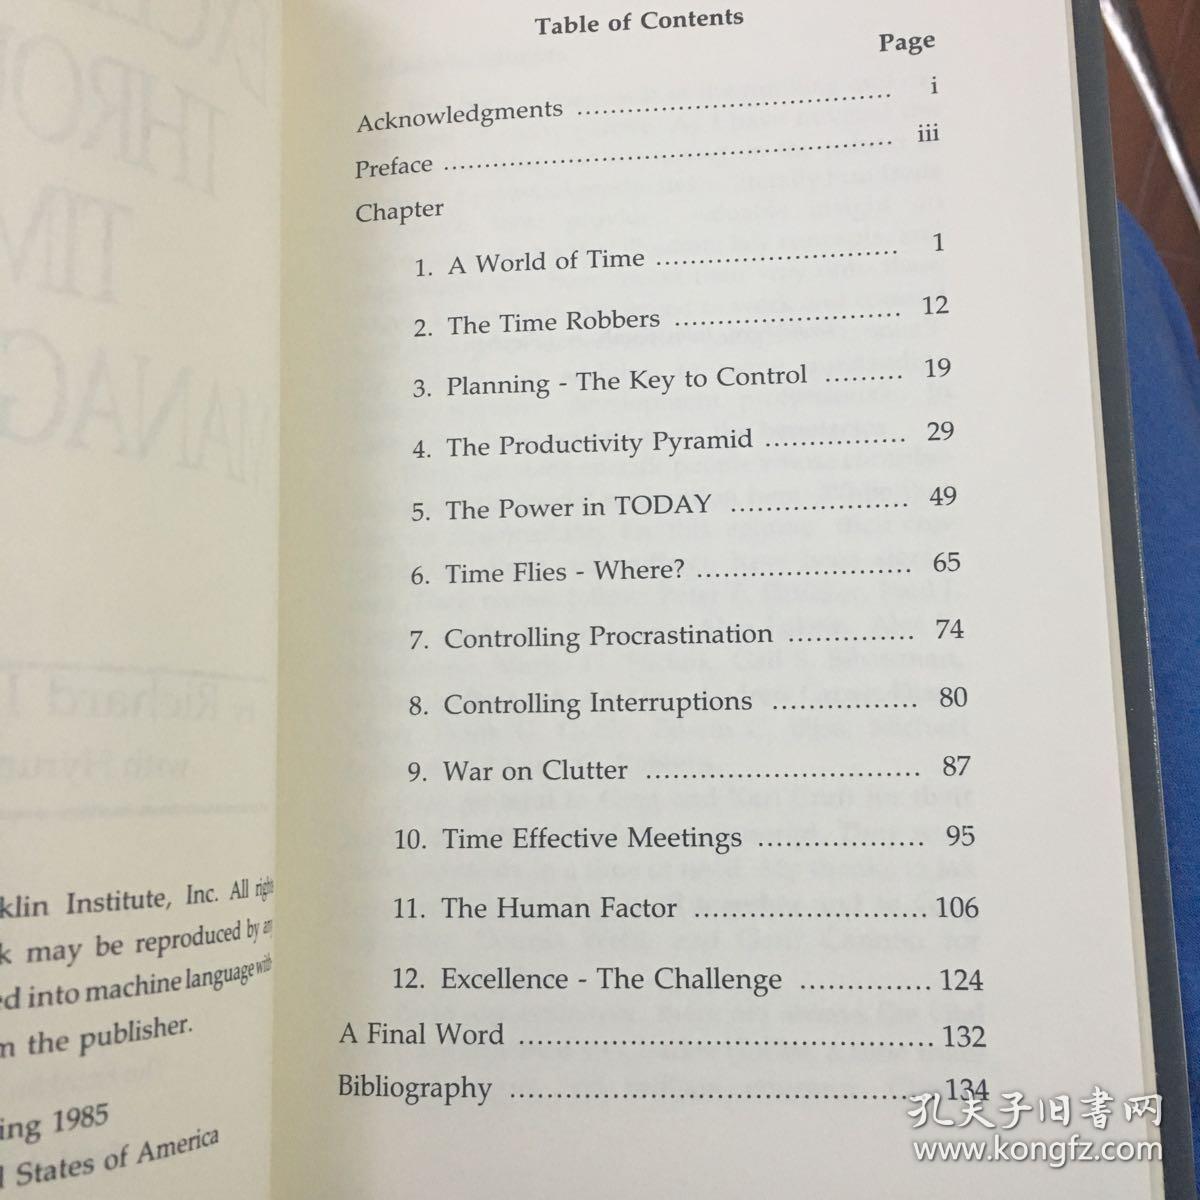 klin Institute, Inc. All rights
k may be reproduced by any
ed into machine language with
m the publisher.
ing 1985
States of America
Table of Contents
Page
Acknowledgments ........................................ i
Preface ........................................................ iii
Chapter
1. A World of Time ............................. 1
2. The Time Robbers ........................... 12
3. Planning - The Key to Control ......... 19
4. The Productivity Pyramid ................ 29
5. The Power in TODAY .................... 49
6. Time Flies - Where? .......................... 65
7. Controlling Procrastination .............. 74
8. Controlling Interruptions ................ 80
9. War on Clutter ................................ 87
10. Time Effective Meetings ................... 95
11. The Human Factor ........................... 106
12. Excellence - The Challenge .............. 124
A Final Word ................................................ 132
Bibliography ................................................. 134
孔夫子旧书网
www.kongfz.com